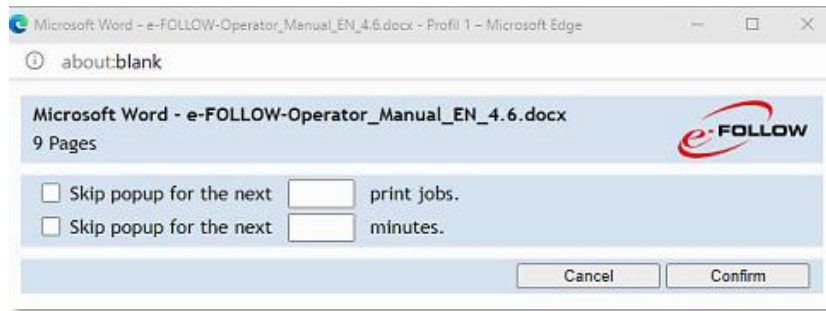 Microsoft Word - e-FOLLOW-Operator_Manual_EN_4.6.docx - Profil 1 – Microsoft Edge
about:blank
Microsoft Word - e-FOLLOW-Operator_Manual_EN_4.6.docx
9 Pages
e-FOLLOW
Skip popup for the next print jobs.
Skip popup for the next minutes.
Cancel Confirm